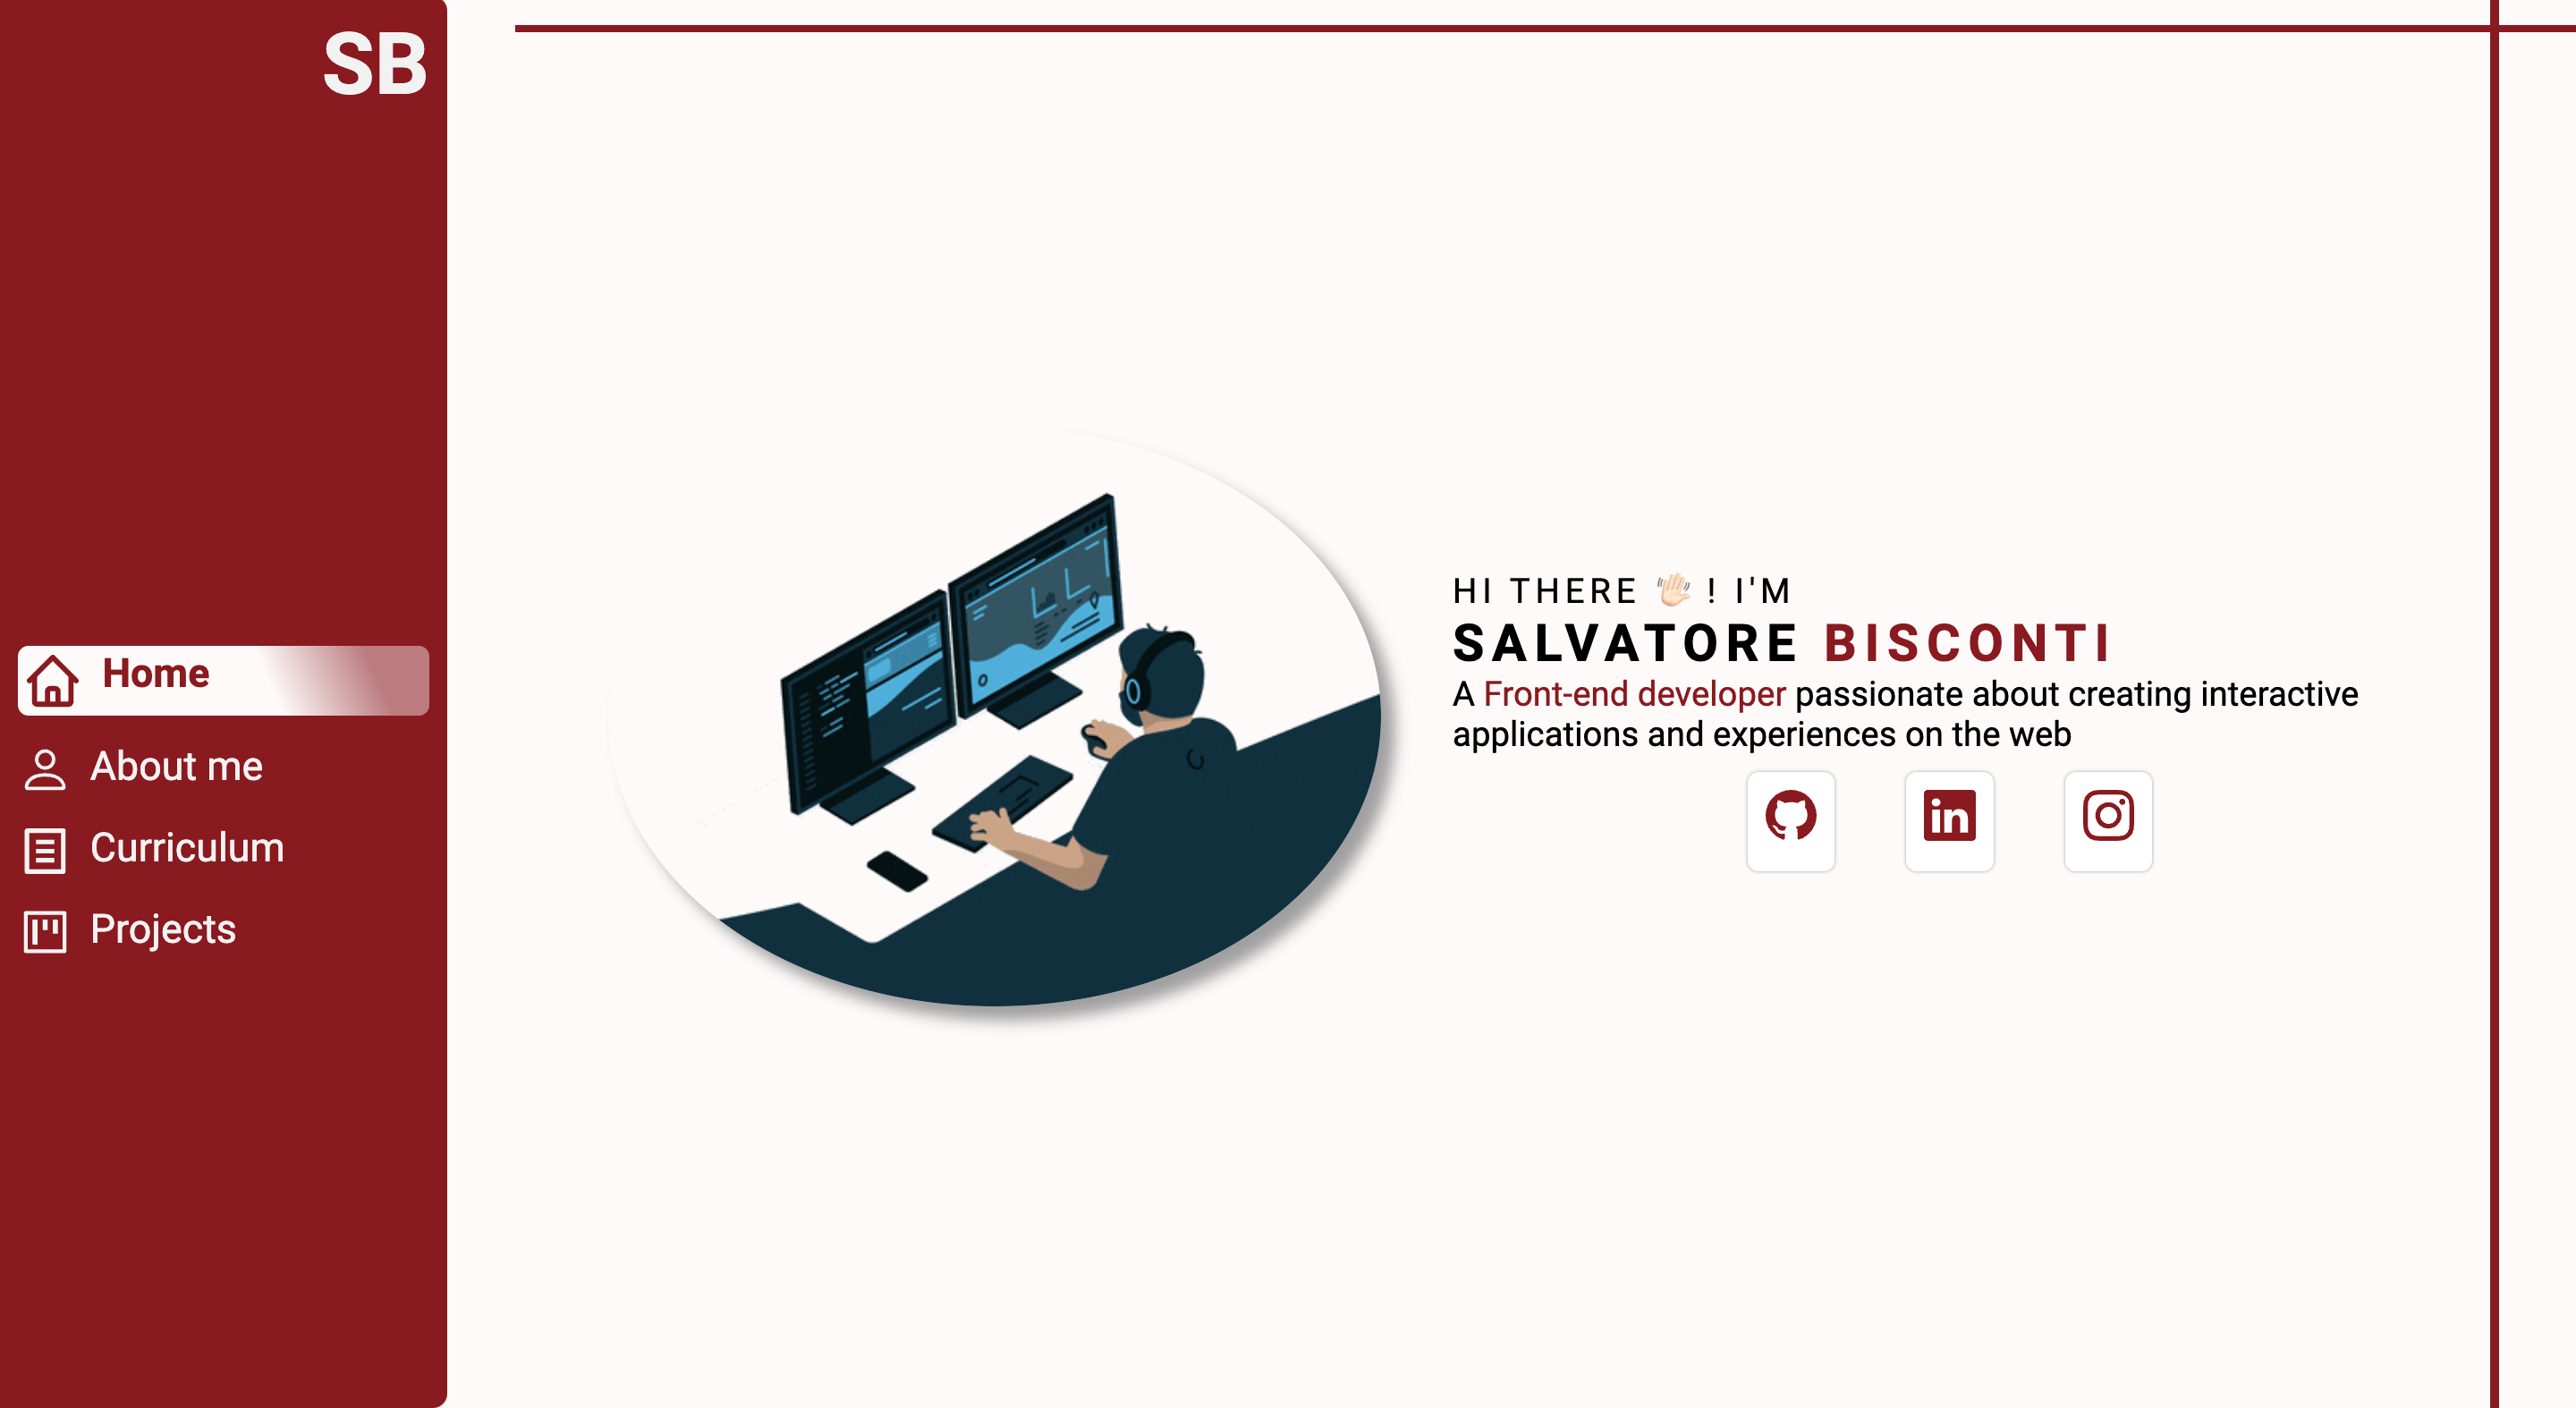 SB
Home
About me
Curriculum
Projects
HI THERE 👋🏻 ! I'M
SALVATORE BISCONTI
A Front-end developer passionate about creating interactive
applications and experiences on the web
in